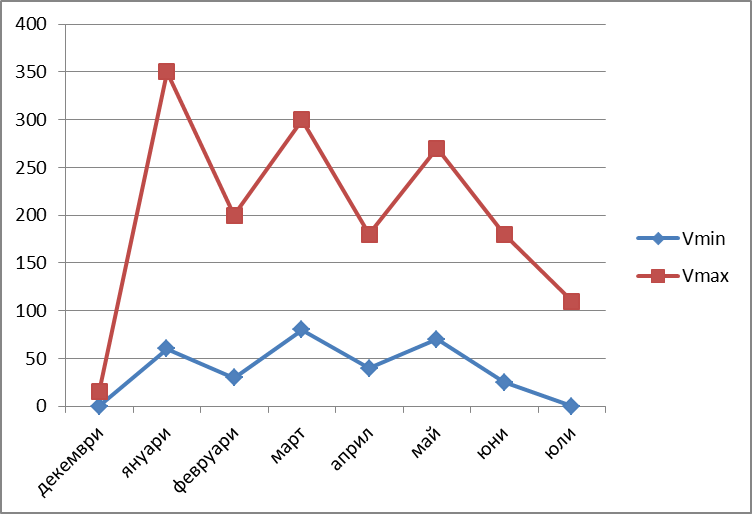 400
350
300
250
200
150
100
50
0
декември
януари
февруари
март
април
май
юни
юли
Vmin
Vmax